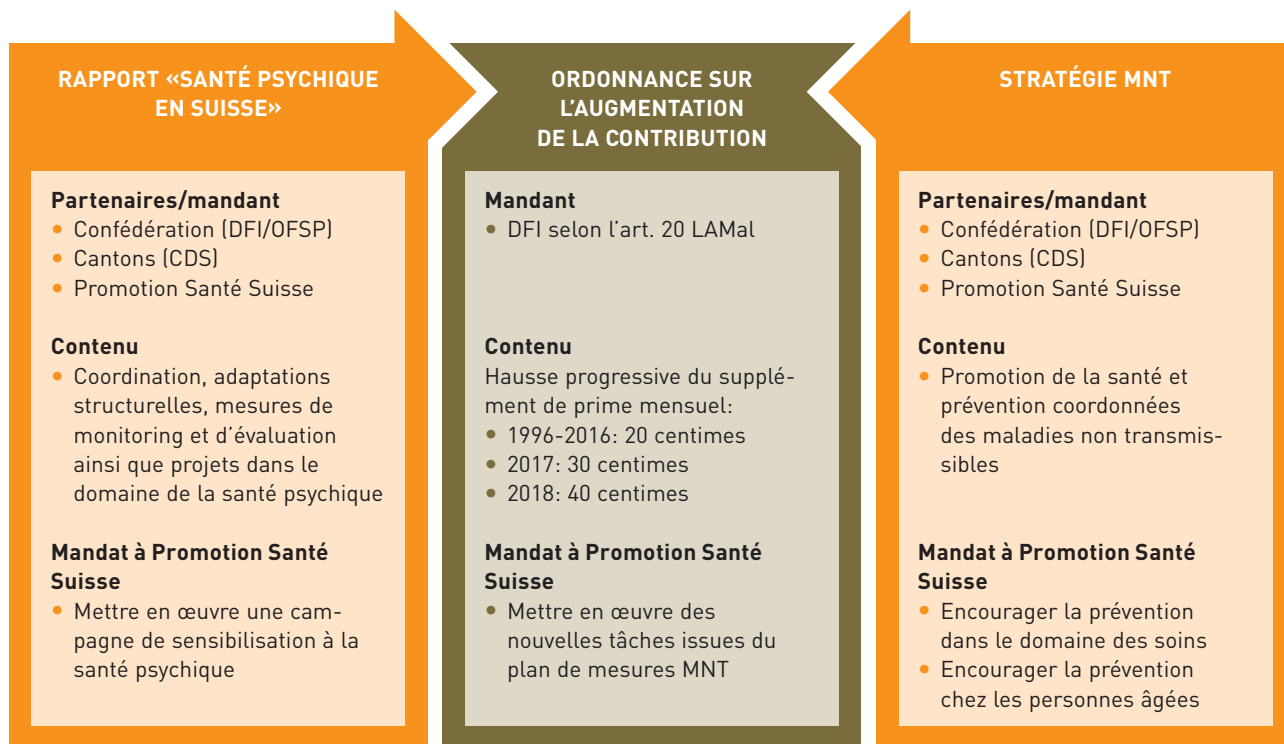 RAPPORT «SANTÉ PSYCHIQUE
EN SUISSE»
Partenaires/mandant
• Confédération (DFI/OFSP)
• Cantons (CDS)
• Promotion Santé Suisse
Contenu
• Coordination, adaptations
structurelles, mesures de
monitoring et d'évaluation
ainsi que projets dans le
domaine de la santé psychique
Mandat à Promotion Santé
Suisse
• Mettre en œuvre une cam-
pagne de sensibilisation à la
santé psychique
ORDONNANCE SUR
L'AUGMENTATION
DE LA CONTRIBUTION
Mandant
• DFI selon l'art. 20 LAMal
Contenu
Hausse progressive du supplé-
ment de prime mensuel:
• 1996-2016: 20 centimes
• 2017: 30 centimes
• 2018: 40 centimes
Mandat à Promotion Santé
Suisse
• Mettre en œuvre des
nouvelles tâches issues du
plan de mesures MNT
STRATÉGIE MNT
Partenaires/mandant
• Confédération (DFI/OFSP)
• Cantons (CDS)
• Promotion Santé Suisse
Contenu
• Promotion de la santé et
prévention coordonnées
des maladies non transmis-
sibles
Mandat à Promotion Santé
Suisse
• Encourager la prévention
dans le domaine des soins
• Encourager la prévention
chez les personnes âgées